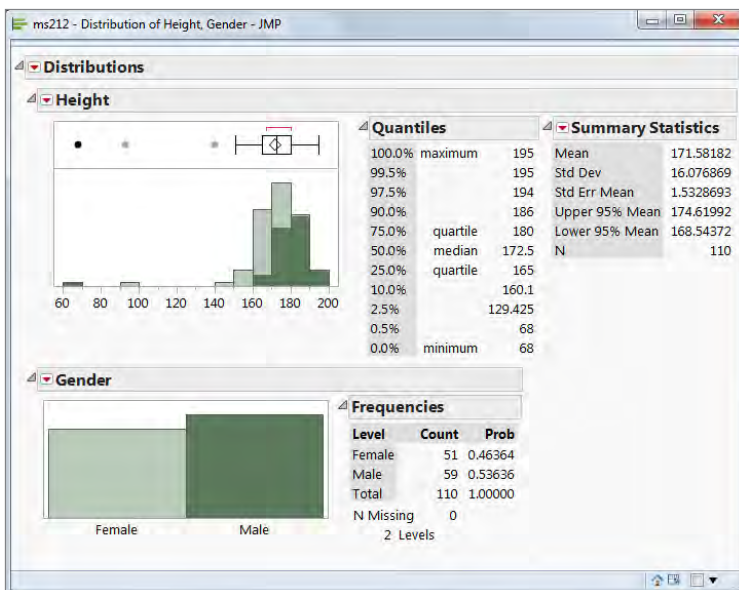 ms212 - Distribution of Height, Gender - JMP
Distributions
Height
60 80 100 120 140 160 180 200
Quantiles
100.0% maximum 195
99.5% 195
97.5% 194
90.0% 186
75.0% quartile 180
50.0% median 172.5
25.0% quartile 165
10.0% 160.1
2.5% 129.425
0.5% 68
0.0% minimum 68
Summary Statistics
Mean 171.58182
Std Dev 16.076869
Std Err Mean 1.5328693
Upper 95% Mean 174.61992
Lower 95% Mean 168.54372
N 110
Gender
Female Male
Frequencies
Level Count Prob
Female 51 0.46364
Male 59 0.53636
Total 110 1.00000
N Missing 0
2 Levels